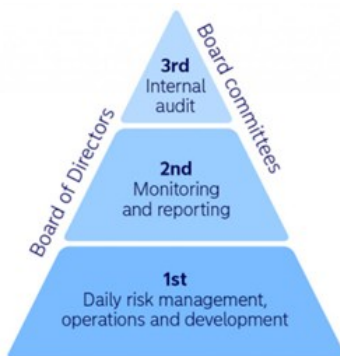 3rd
Internal
audit
Board of Directors
Board committees
2nd
Monitoring
and reporting
1st
Daily risk management,
operations and development